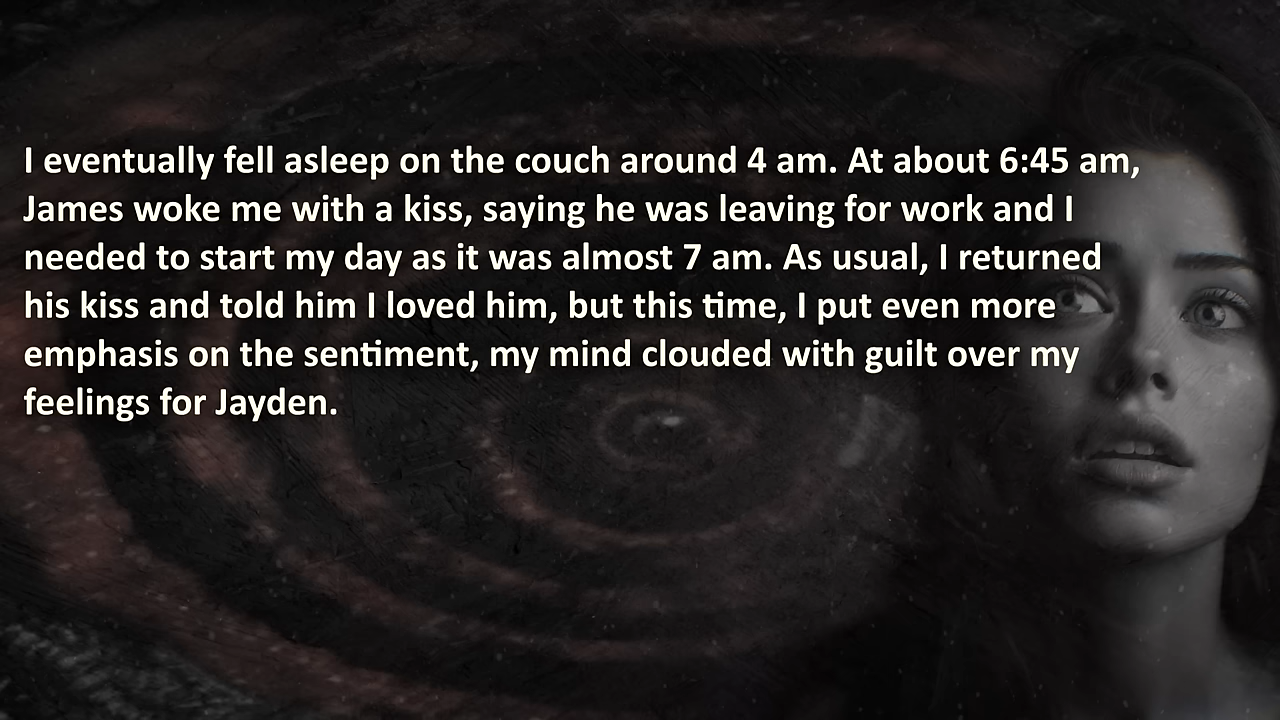 I eventually fell asleep on the couch around 4 am. At about 6:45 am,
James woke me with a kiss, saying he was leaving for work and I
needed to start my day as it was almost 7 am. As usual, I returned
his kiss and told him I loved him, but this time, I put even more
emphasis on the sentiment, my mind clouded with guilt over my
feelings for Jayden.